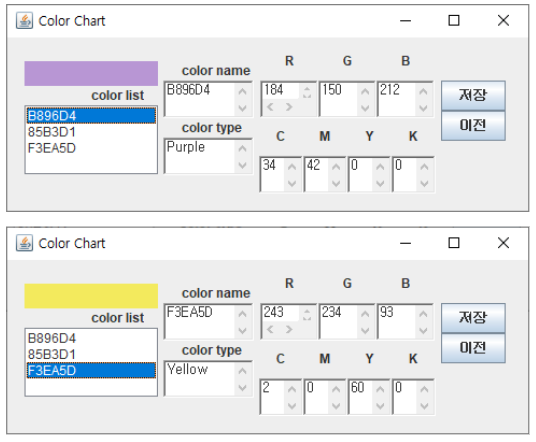 Color Chart
color list
B896D4
85B3D1
F3EA5D
color name
B896D4
color type
Purple
R G B
184 150 212
C M Y K
34 42 0 0
저장
이전
Color Chart
color list
B896D4
85B3D1
F3EA5D
color name
F3EA5D
color type
Yellow
R G B
243 234 93
C M Y K
2 0 60 0
저장
이전